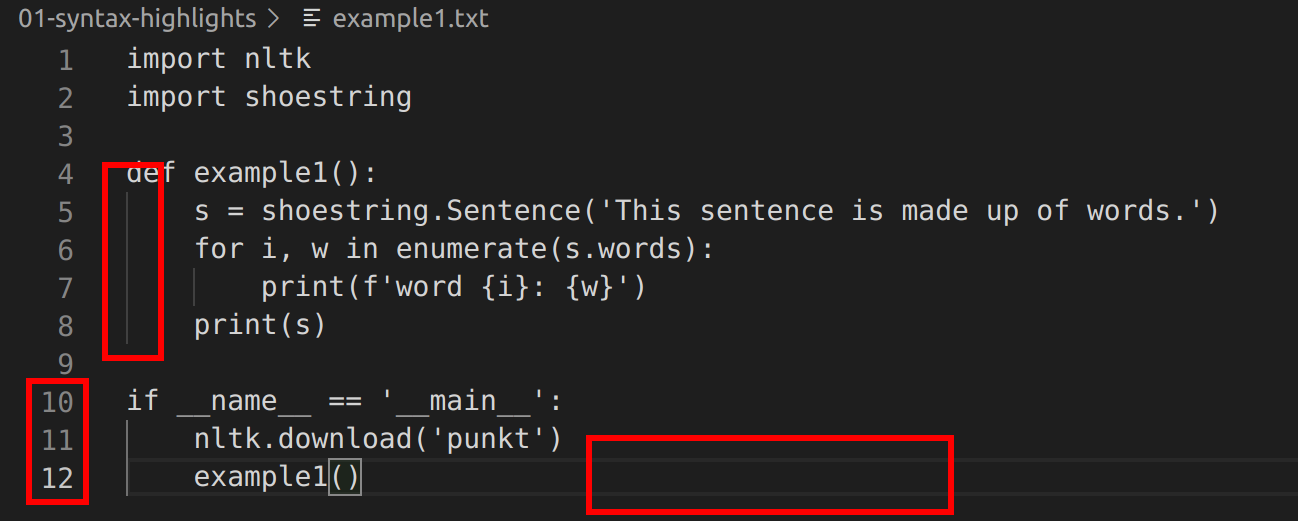 01-syntax-highlights > example1.txt
1 import nltk
2 import shoestring
3
4 def example1():
5     s = shoestring.Sentence('This sentence is made up of words.')
6     for i, w in enumerate(s.words):
7         print(f'word {i}: {w}')
8     print(s)
9
10 if __name__ == '__main__':
11     nltk.download('punkt')
12     example1()